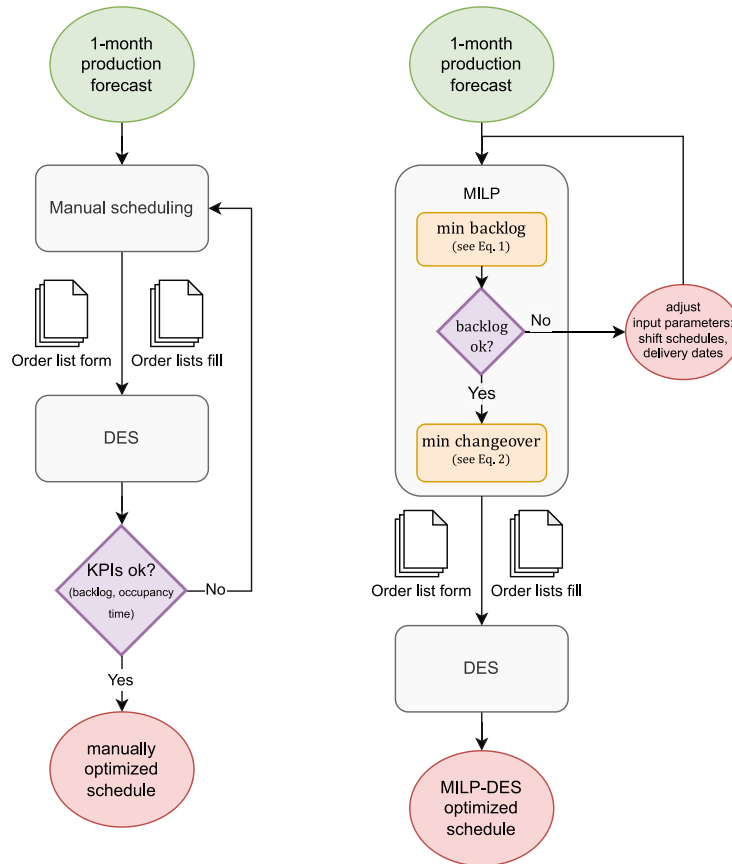 1-month
production
forecast
Manual scheduling
Order list form
Order lists fill
DES
KPIs ok?
(backlog, occupancy
time)
No
Yes
manually
optimized
schedule
1-month
production
forecast
MILP
min backlog
(see Eq. 1)
backlog
ok?
No
adjust
input parameters:
shift schedules,
delivery dates
Yes
min changeover
(see Eq. 2)
Order list form
Order lists fill
DES
MILP-DES
optimized
schedule